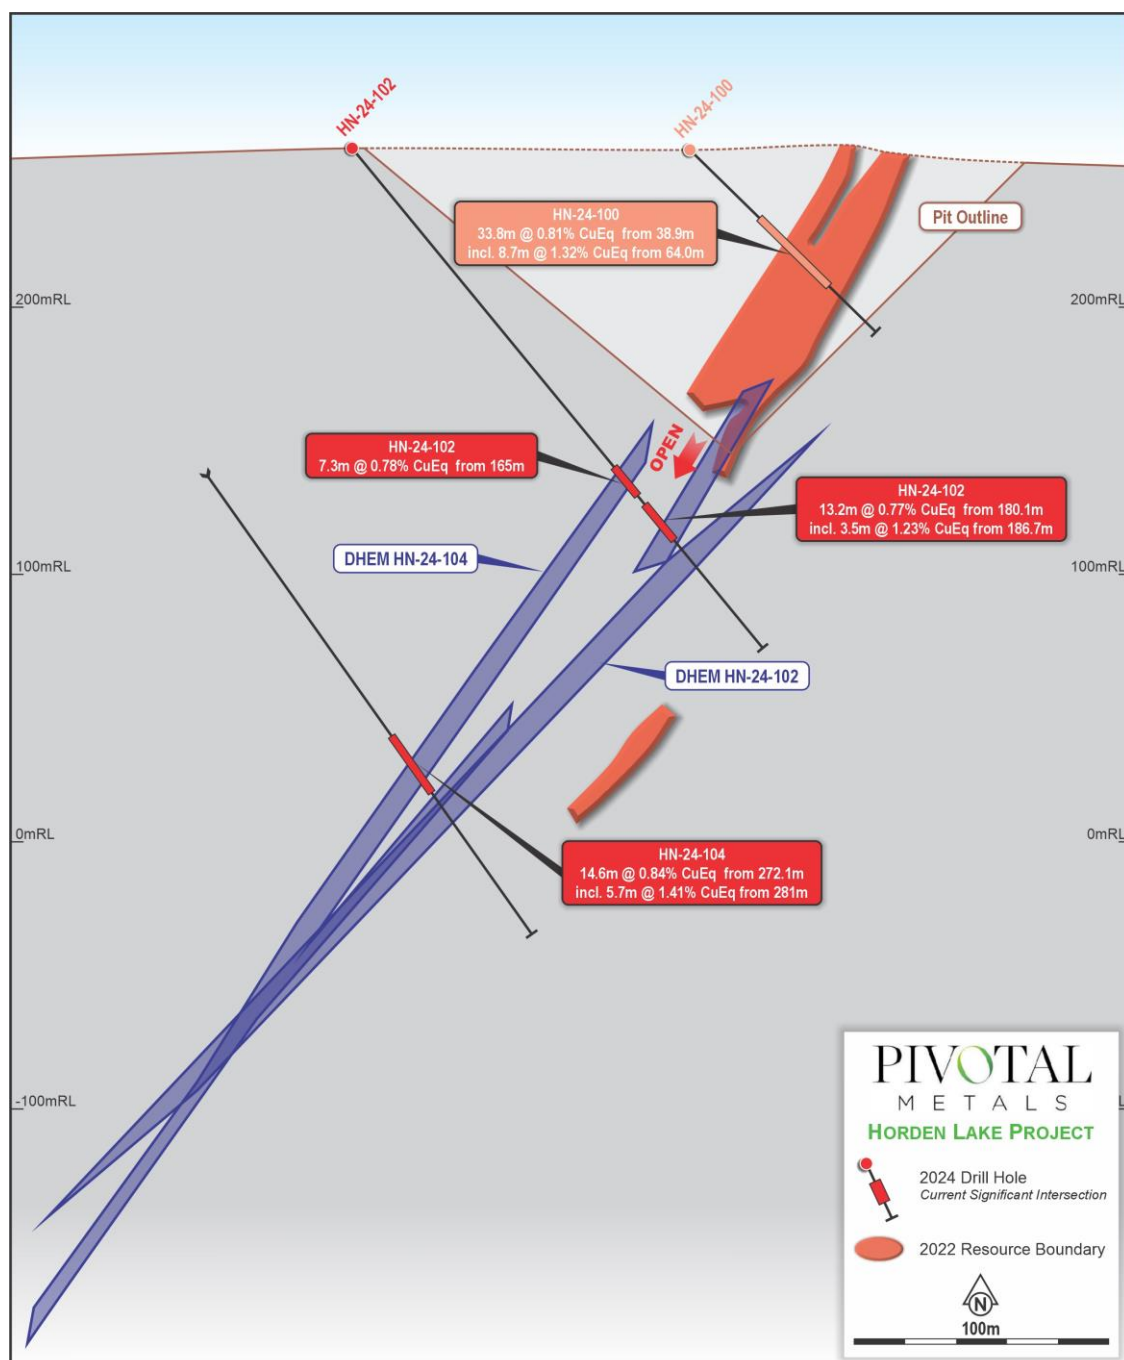 HN-24-102
HN-24-100
HN-24-100
33.8m @ 0.81% CuEq from 38.9m
incl. 8.7m @ 1.32% CuEq from 64.0m
Pit Outline
200mRL
200mRL
OPEN
HN-24-102
7.3m @ 0.78% CuEq from 165m
HN-24-102
13.2m @ 0.77% CuEq from 180.1m
incl. 3.5m @ 1.23% CuEq from 186.7m
DHEM HN-24-104
100mRL
100mRL
DHEM HN-24-102
0mRL
0mRL
HN-24-104
14.6m @ 0.84% CuEq from 272.1m
incl. 5.7m @ 1.41% CuEq from 281m
-100mRL
PIVOTAL
METALS
HORDEN LAKE PROJECT
2024 Drill Hole
Current Significant Intersection
2022 Resource Boundary
N
100m